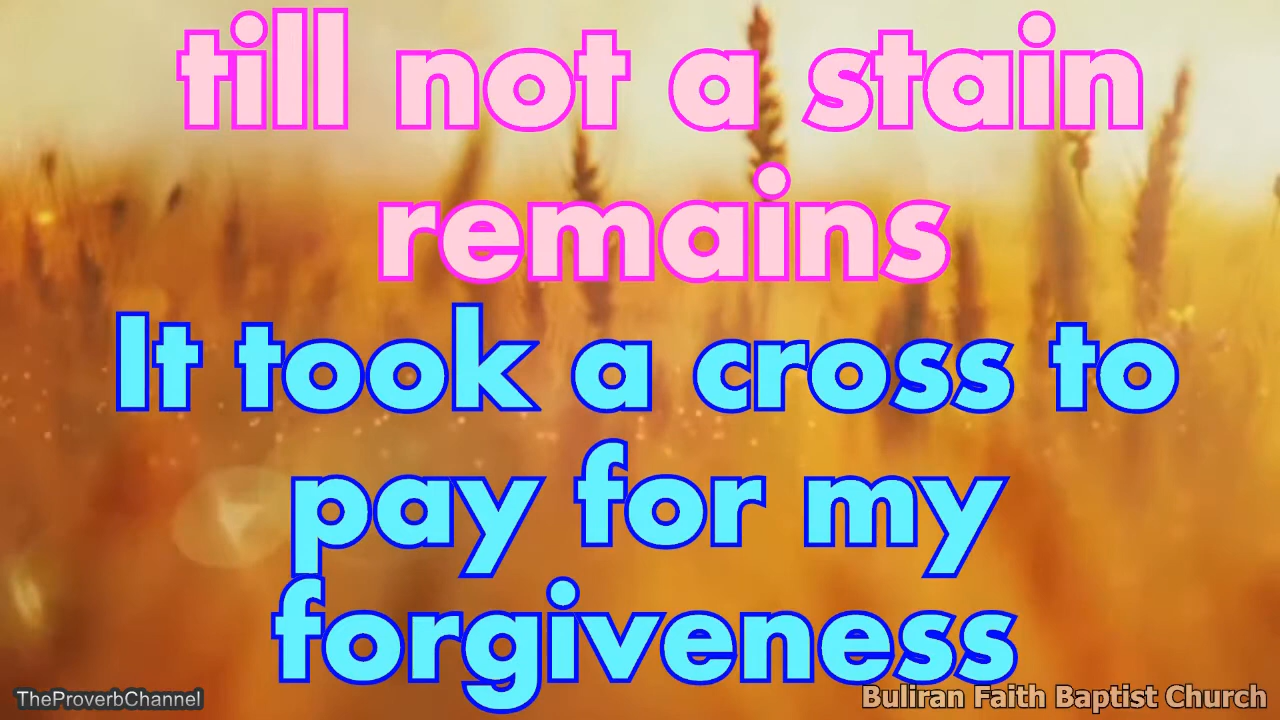 till not a stain
remains
It took a cross to
pay for my
forgiveness
TheProverbChannel
Buliran Faith Baptist Church